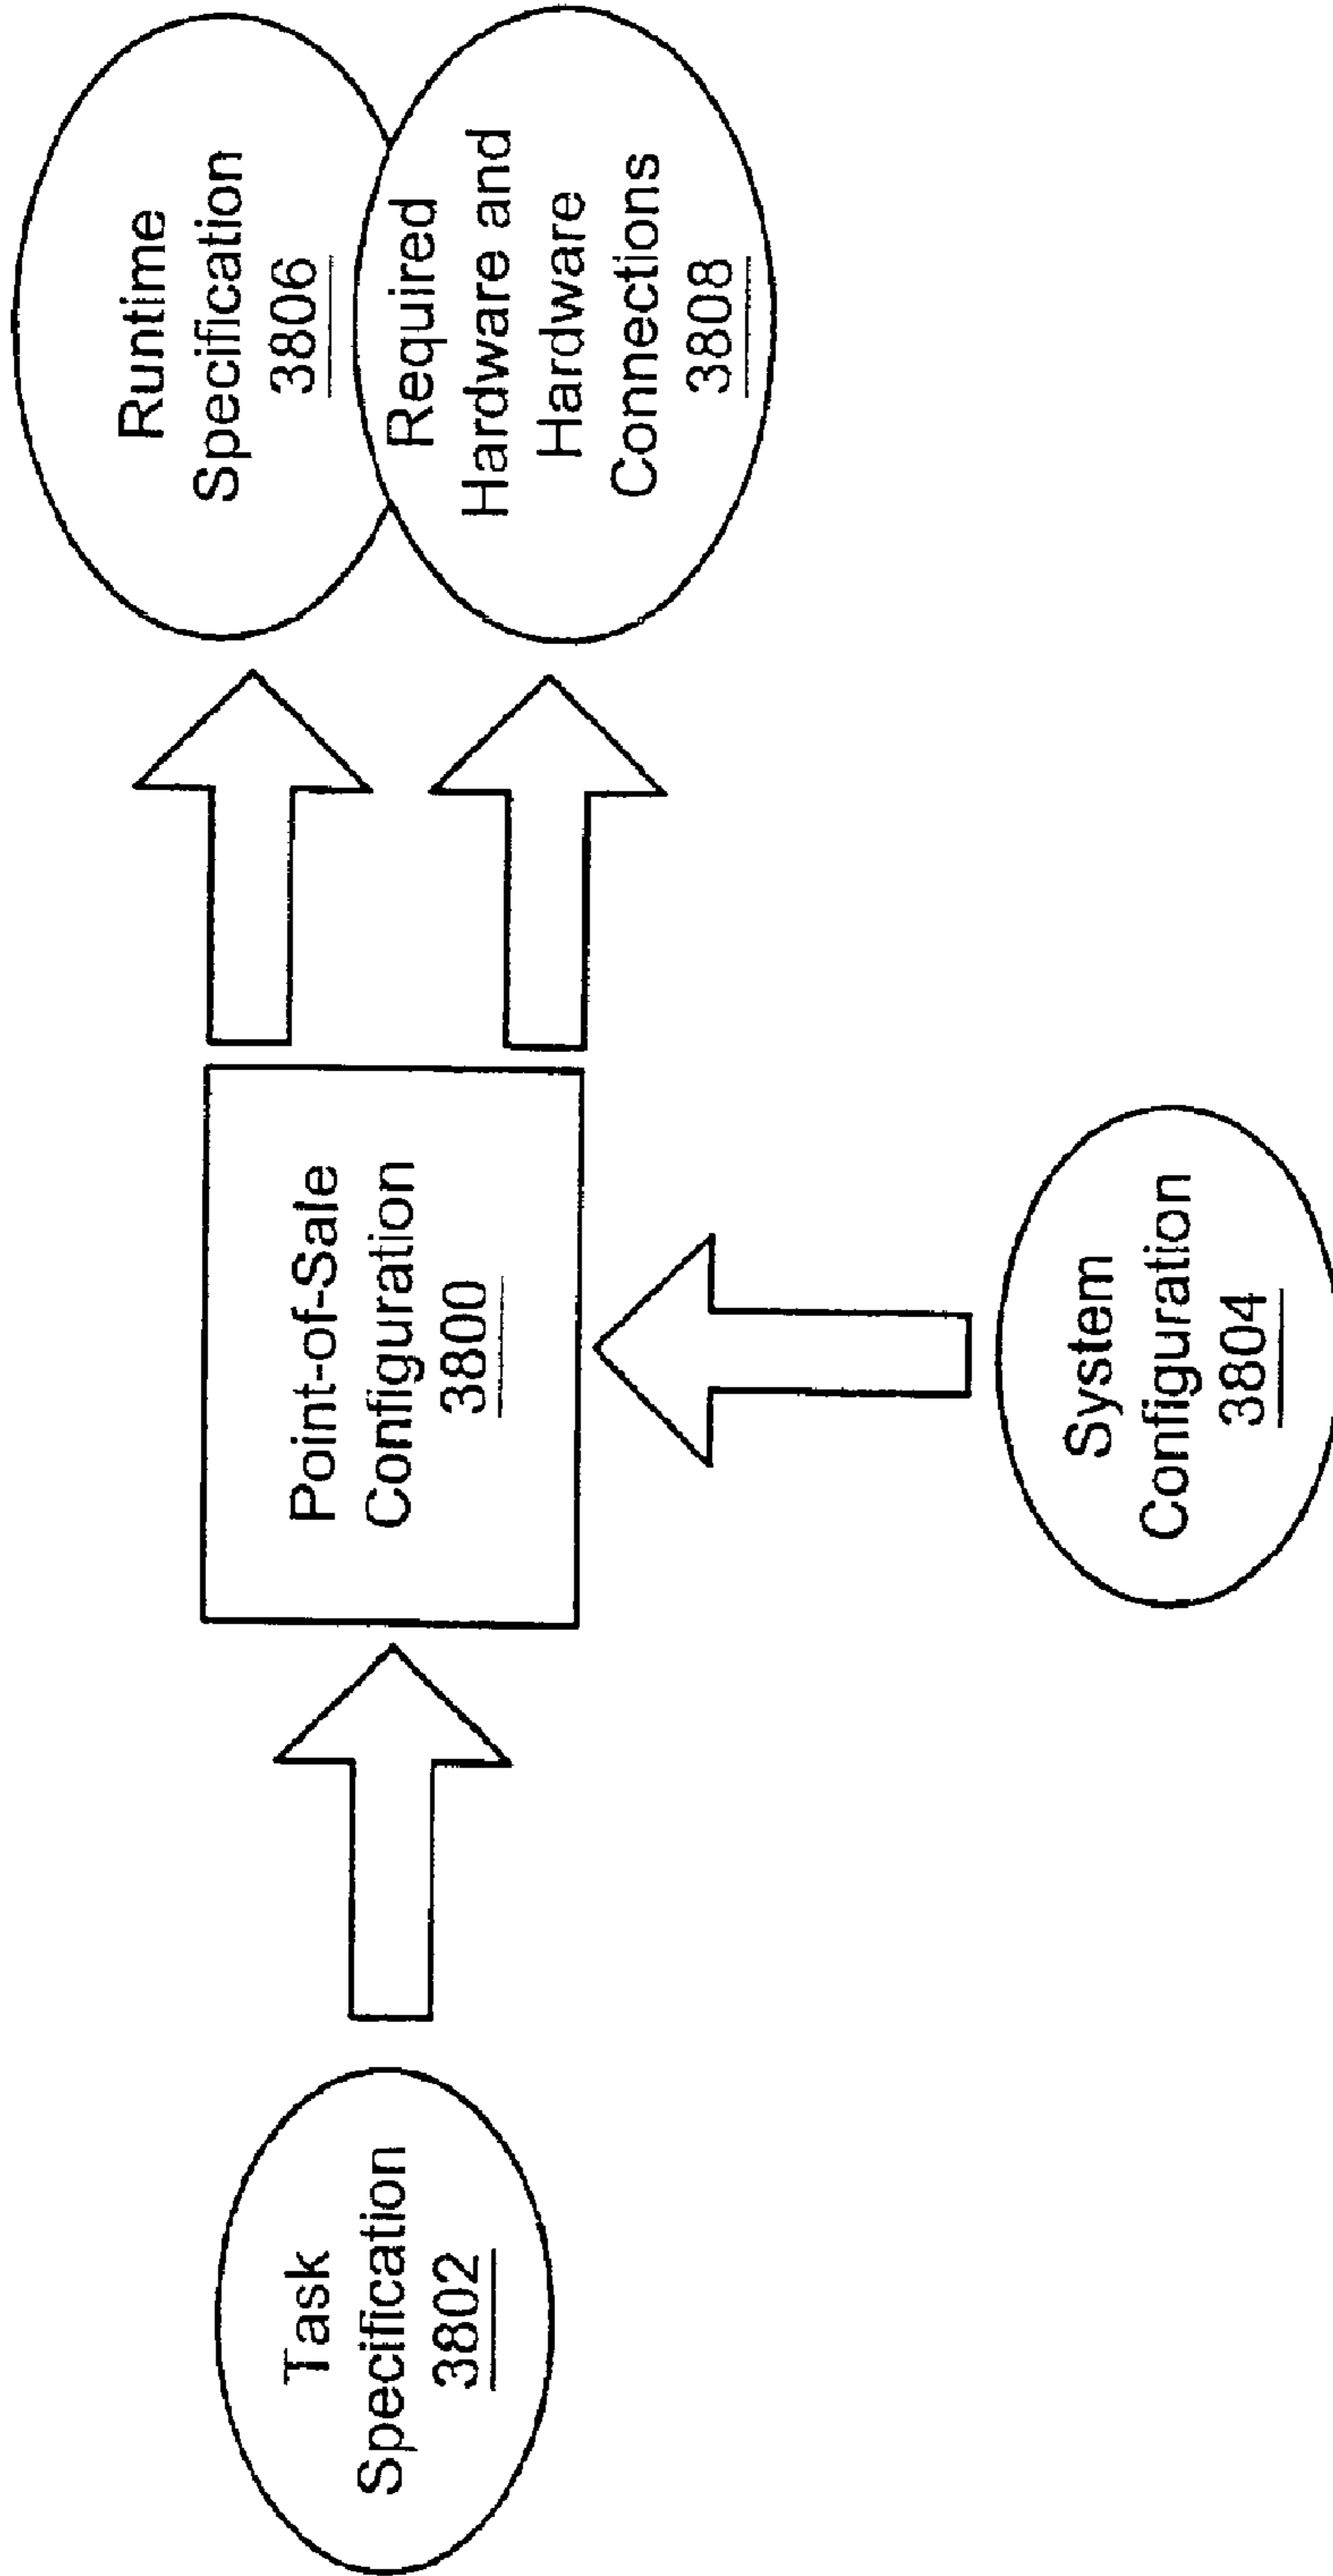 Task
Specification
3802
Point-of-Sale
Configuration
3800
System
Configuration
3804
Runtime
Specification
3806
Required
Hardware and
Hardware
Connections
3808